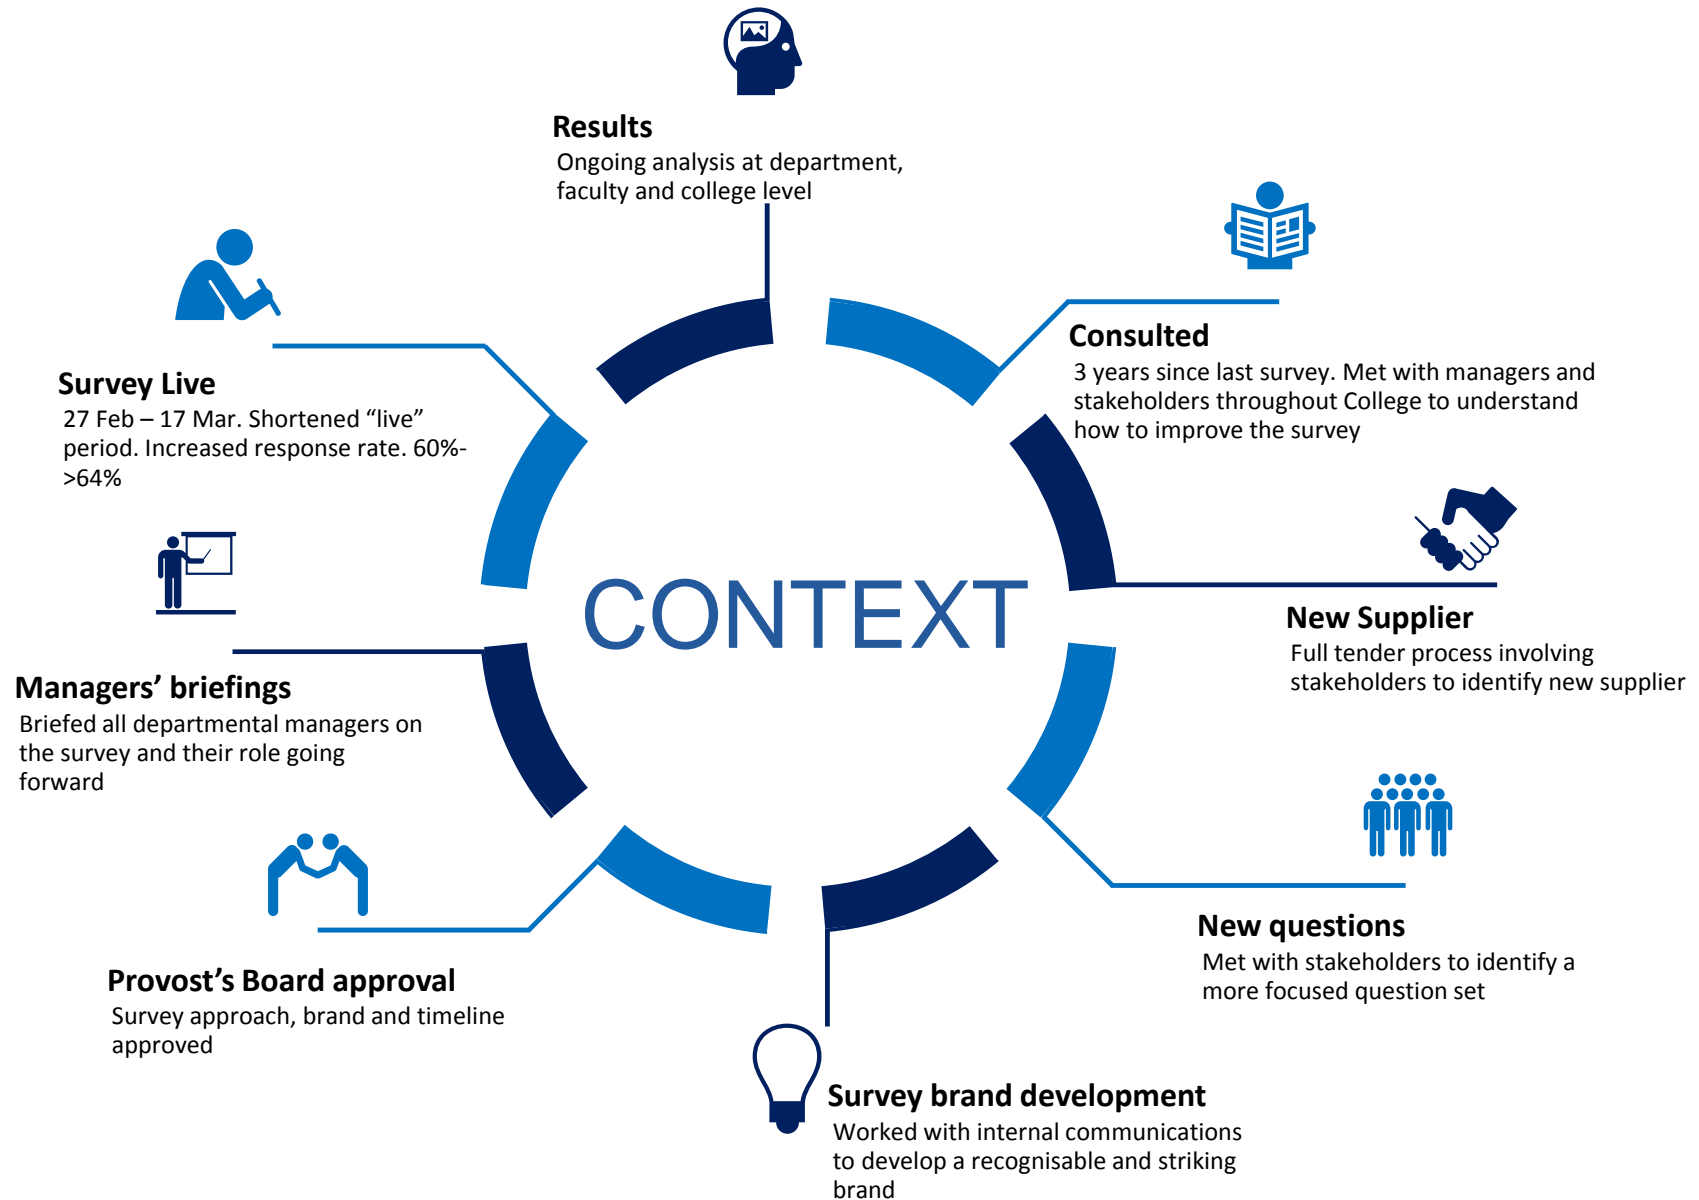 Results
Ongoing analysis at department,
faculty and college level
Consulted
3 years since last survey. Met with managers and
stakeholders throughout College to understand
how to improve the survey
New Supplier
Full tender process involving
stakeholders to identify new supplier
New questions
Met with stakeholders to identify a
more focused question set
Survey brand development
Worked with internal communications
to develop a recognisable and striking
brand
Provost’s Board approval
Survey approach, brand and timeline
approved
Managers’ briefings
Briefed all departmental managers on
the survey and their role going
forward
Survey Live
27 Feb – 17 Mar. Shortened “live”
period. Increased response rate. 60%-
>64%
CONTEXT